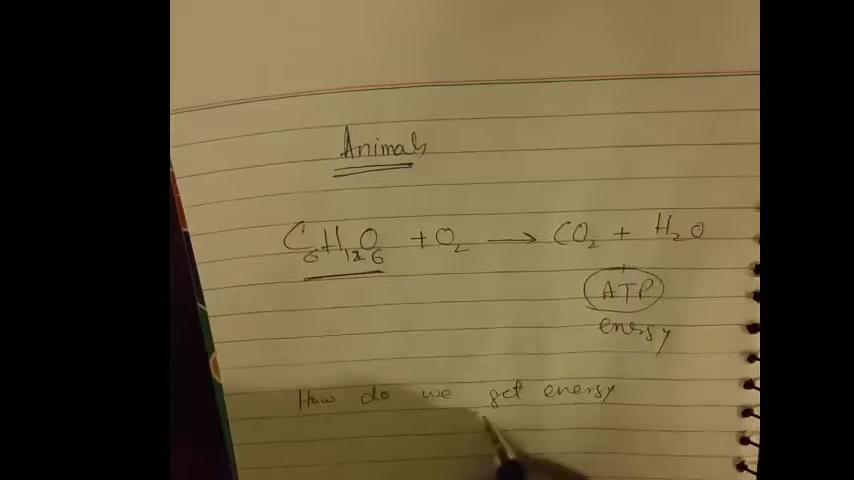 Animals
C6H12O6 + O2 → CO2 + H2O
+
ATP
energy
How do we get energy